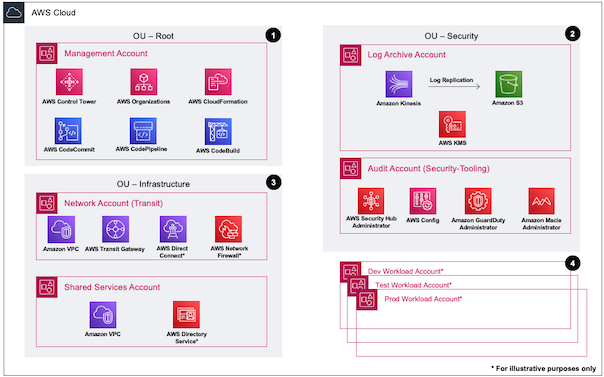 AWS Cloud
OU – Root
1
Management Account
AWS Control Tower
AWS Organizations
AWS CloudFormation
AWS CodeCommit
AWS CodePipeline
AWS CodeBuild
OU – Security
2
Log Archive Account
Amazon Kinesis
Log Replication
Amazon S3
AWS KMS
Audit Account (Security-Tooling)
AWS Security Hub
Administrator
AWS Config
Amazon GuardDuty
Administrator
Amazon Macie
Administrator
OU – Infrastructure
3
Network Account (Transit)
Amazon VPC
AWS Transit Gateway
AWS Direct
Connect*
AWS Network
Firewall*
Shared Services Account
Amazon VPC
AWS Directory
Service*
4
Dev Workload Account*
Test Workload Account*
Prod Workload Account*
* For illustrative purposes only